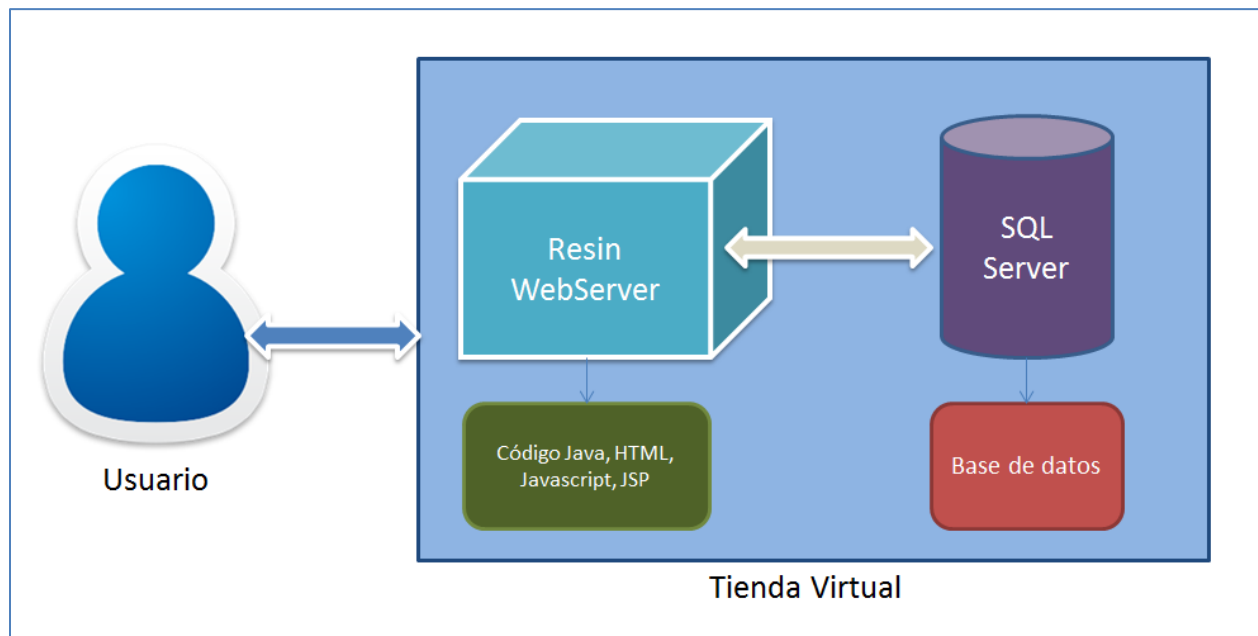 Resin
WebServer
SQL
Server
Código Java, HTML,
Javascript, JSP
Base de datos
Usuario
Tienda Virtual